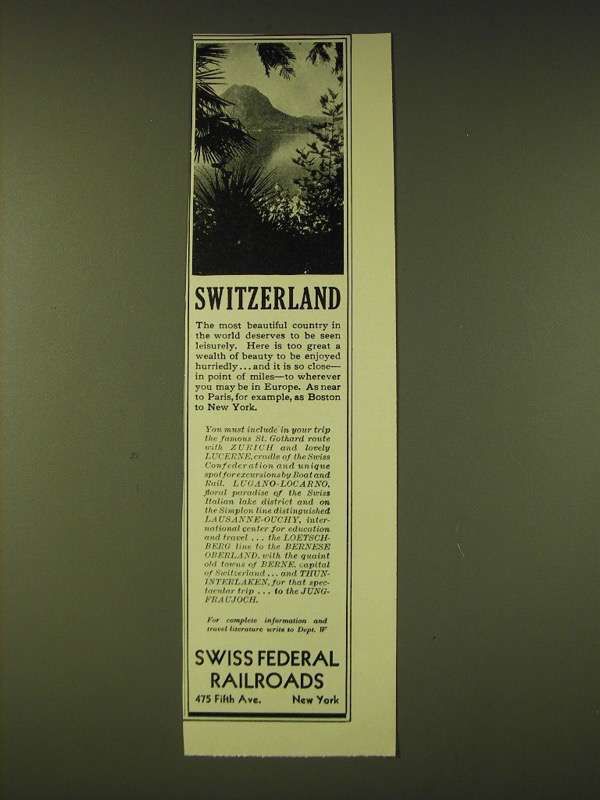 SWITZERLAND
The most beautiful country in
the world deserves to be seen
leisurely. Here is too great a
wealth of beauty to be enjoyed
hurriedly...and it is so close—
in point of miles—to wherever
you may be in Europe. As near
to Paris, for example, as Boston
to New York.
You must include in your trip
the famous St. Gothard route
with ZURICH and lovely
LUCERNE, cradle of the Swiss
Confederation and unique
spot for excursions by Boat and
Rail. LUGANO-LOCARNO,
floral paradise of the Swiss
Italian lake district and on
the Simplon line distinguished
LAUSANNE-OUCHY, inter-
national center for education
and travel... the LOETSCH-
BERG line to the BERNESE
OBERLAND, with the quaint
old towns of BERNE, capital
of Switzerland... and THUN-
INTERLAKEN, for that spec-
tacular trip... to the JUNG-
FRAUJOCH.
For complete information and
travel literature write to Dept. W
SWISS FEDERAL
RAILROADS
475 Fifth Ave. New York